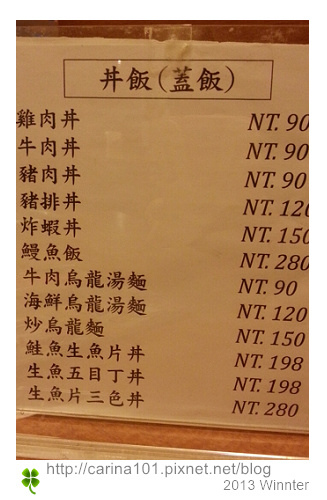 丼飯(蓋飯)
雞肉丼 NT. 90
牛肉丼 NT. 90
豬肉丼 NT. 90
豬排丼 NT. 120
炸蝦丼 NT. 150
鰻魚飯 NT. 280
牛肉烏龍湯麵 NT. 90
海鮮烏龍湯麵 NT. 120
炒烏龍麵 NT. 150
鮭魚生魚片丼 NT. 198
生魚五目丁丼 NT. 198
生魚片三色丼 NT. 280
http://carina101.pixnet.net/blog
2013 Winnter